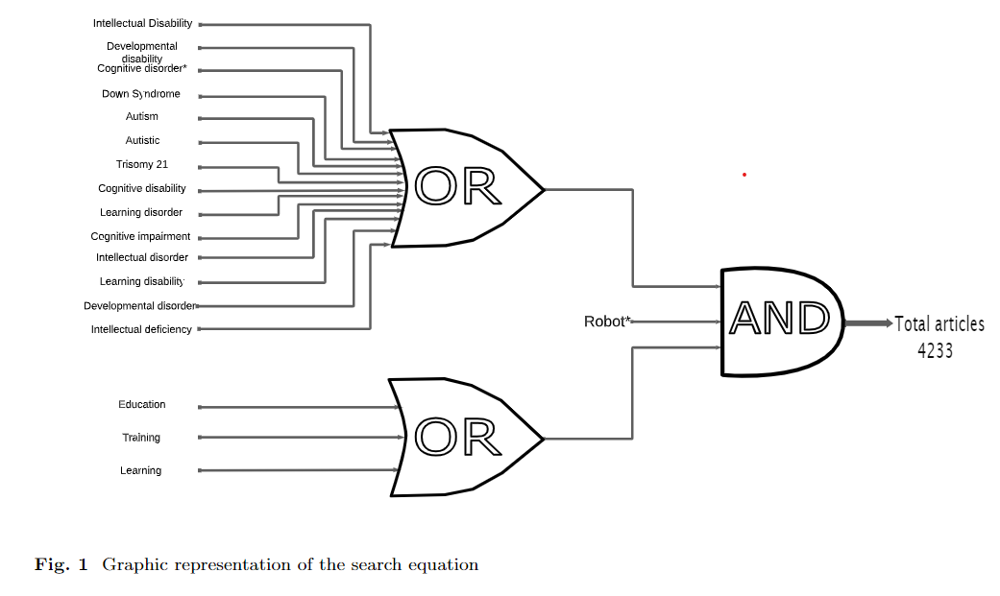 Intellectual Disability
Developmental
disability
Cognitive disorder*
Down Syndrome
Autism
Autistic
Trisomy 21
Cognitive disability
Learning disorder
Cognitive impairment
Intellectual disorder
Learning disability
Developmental disorder
Intellectual deficiency
OR
Robot*
AND
Total articles
4233
Education
Training
Learning
OR
Fig. 1 Graphic representation of the search equation